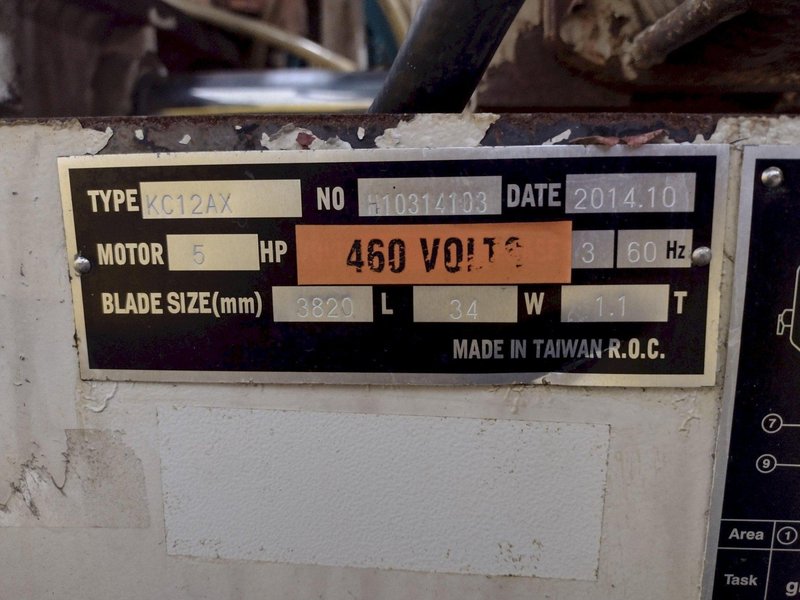 TYPE KC12AX NO H10314103 DATE 2014.10
MOTOR 5 HP 460 VOLTS 3 60 Hz
BLADE SIZE(mm) 3820 L 34 W 1.1 T
MADE IN TAIWAN R.O.C.
7
9
Area 1
Task